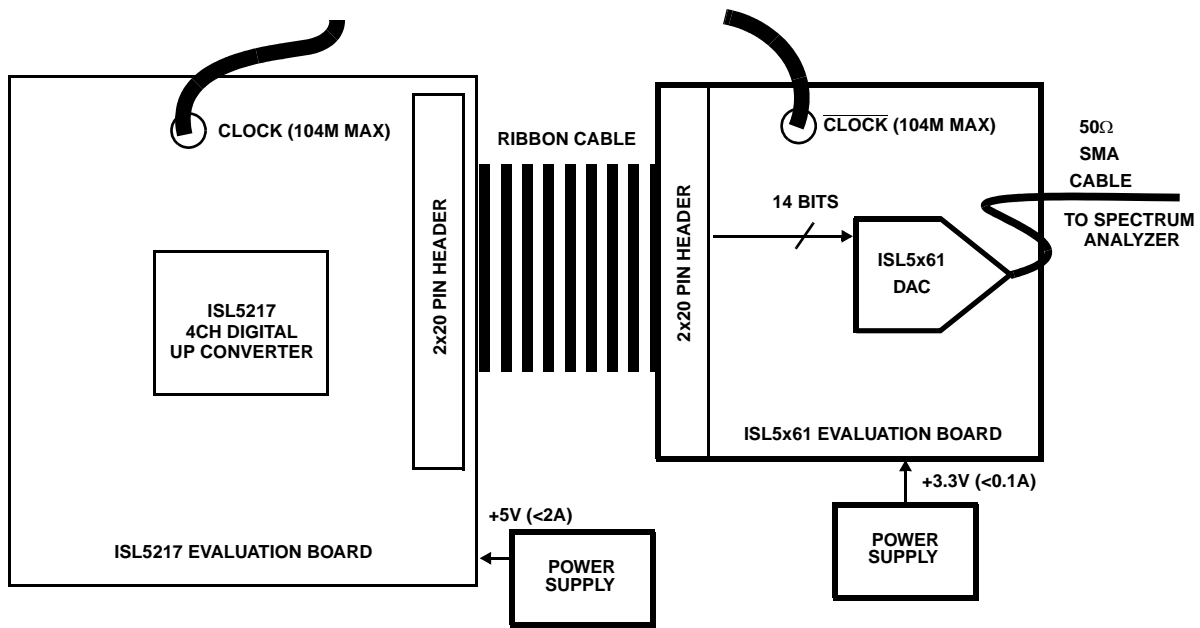 CLOCK (104M MAX)
2x20 PIN HEADER
ISL5217
4CH DIGITAL
UP CONVERTER
ISL5217 EVALUATION BOARD
RIBBON CABLE
+5V (<2A)
POWER
SUPPLY
2x20 PIN HEADER
CLOCK (104M MAX)
14 BITS
ISL5x61
DAC
ISL5x61 EVALUATION BOARD
+3.3V (<0.1A)
POWER
SUPPLY
50Ω
SMA
CABLE
TO SPECTRUM
ANALYZER